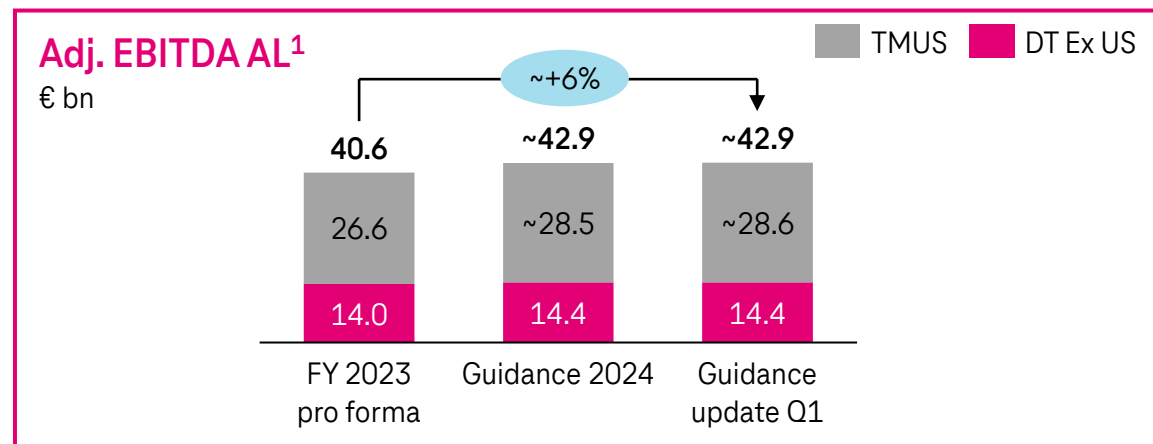 Adj. EBITDA AL1
€ bn
TMUS
DT Ex US
~+6%
40.6
~42.9
~42.9
26.6
~28.5
~28.6
14.0
14.4
14.4
FY 2023
pro forma
Guidance 2024
Guidance
update Q1